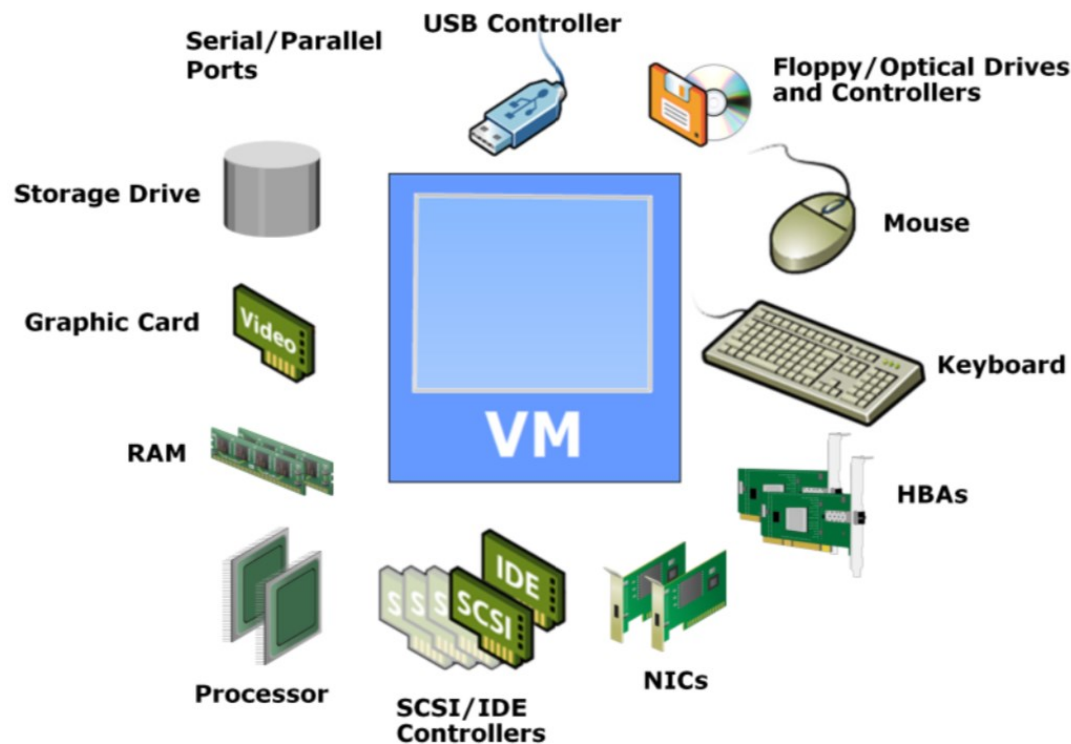 USB Controller
Serial/Parallel
Ports
Floppy/Optical Drives
and Controllers
Storage Drive
Mouse
Graphic Card
Video
Keyboard
VM
RAM
HBAs
IDE
S S S SCSI
Processor
SCSI/IDE
Controllers
NICs